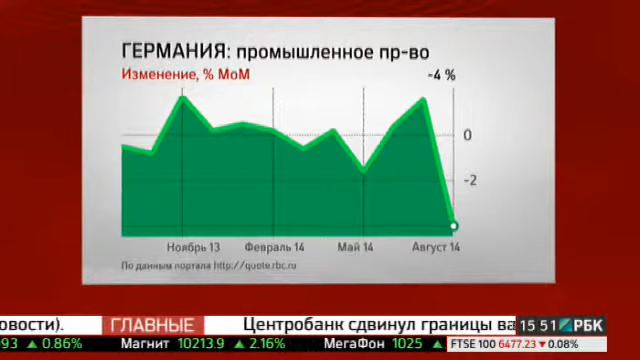 ГЕРМАНИЯ: промышленное пр-во
Изменение, % МоМ
-4 %
0
-2
Ноябрь 13 Февраль 14 Май 14 Август 14
По данным портала http://quote.rbc.ru
овости). ГЛАВНЫЕ Центробанк сдвинул границы ва 15 51 РБК
093 ▲ 0.86% Магнит 10213.9 ▲ 2.16% МегаФон 1025 ▲ FTSE 100 6477.23 ▼ 0.08%